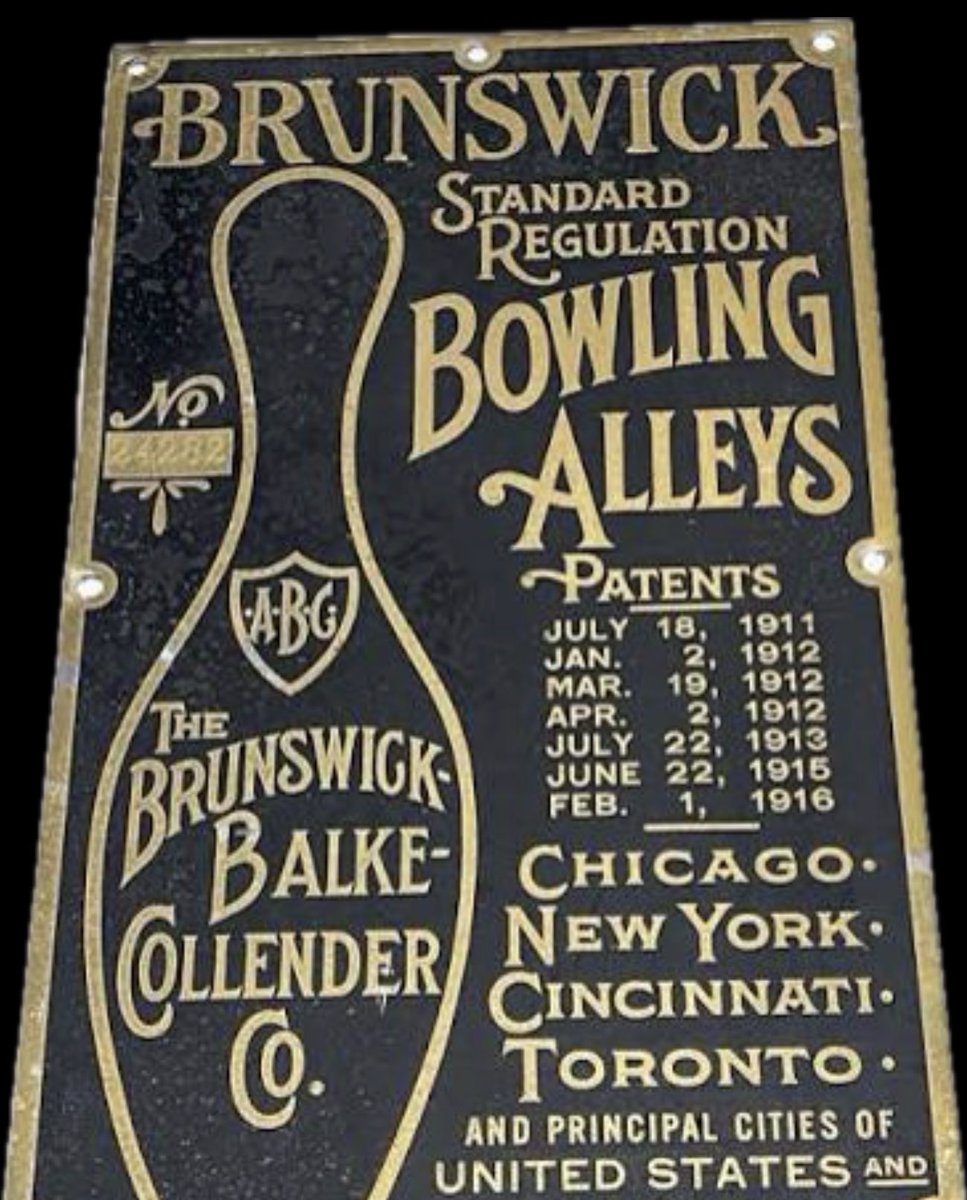 BRUNSWICK
STANDARD
REGULATION
BOWLING
ALLEYS
No
24282
A·B·C
THE
BRUNSWICK-
BALKE-
COLLENDER
CO.
PATENTS
JULY 18, 1911
JAN. 2, 1912
MAR. 19, 1912
APR. 2, 1912
JULY 22, 1913
JUNE 22, 1915
FEB. 1, 1916
CHICAGO·
NEW YORK·
CINCINNATI·
TORONTO·
AND PRINCIPAL CITIES OF
UNITED STATES AND